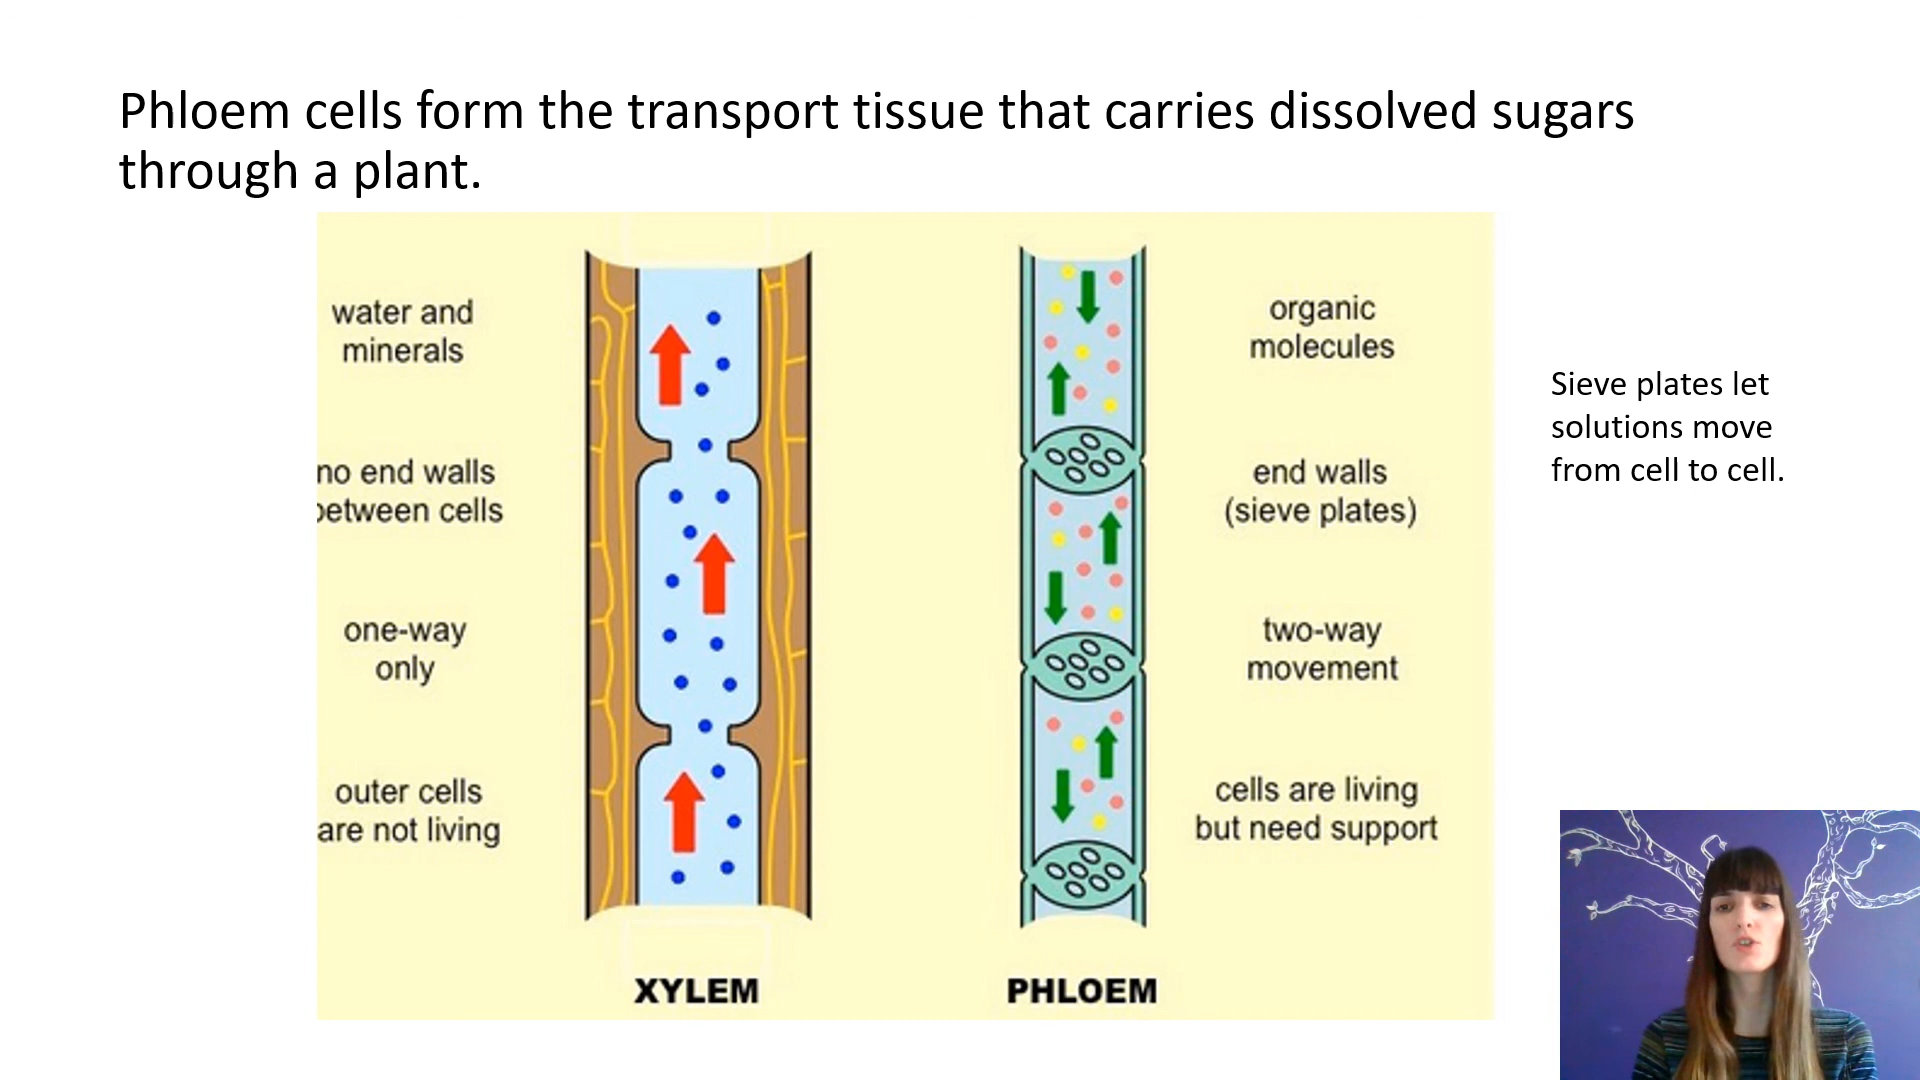 Phloem cells form the transport tissue that carries dissolved sugars
through a plant.
water and
minerals
no end walls
between cells
one-way
only
outer cells
are not living
XYLEM
organic
molecules
end walls
(sieve plates)
two-way
movement
cells are living
but need support
PHLOEM
Sieve plates let
solutions move
from cell to cell.